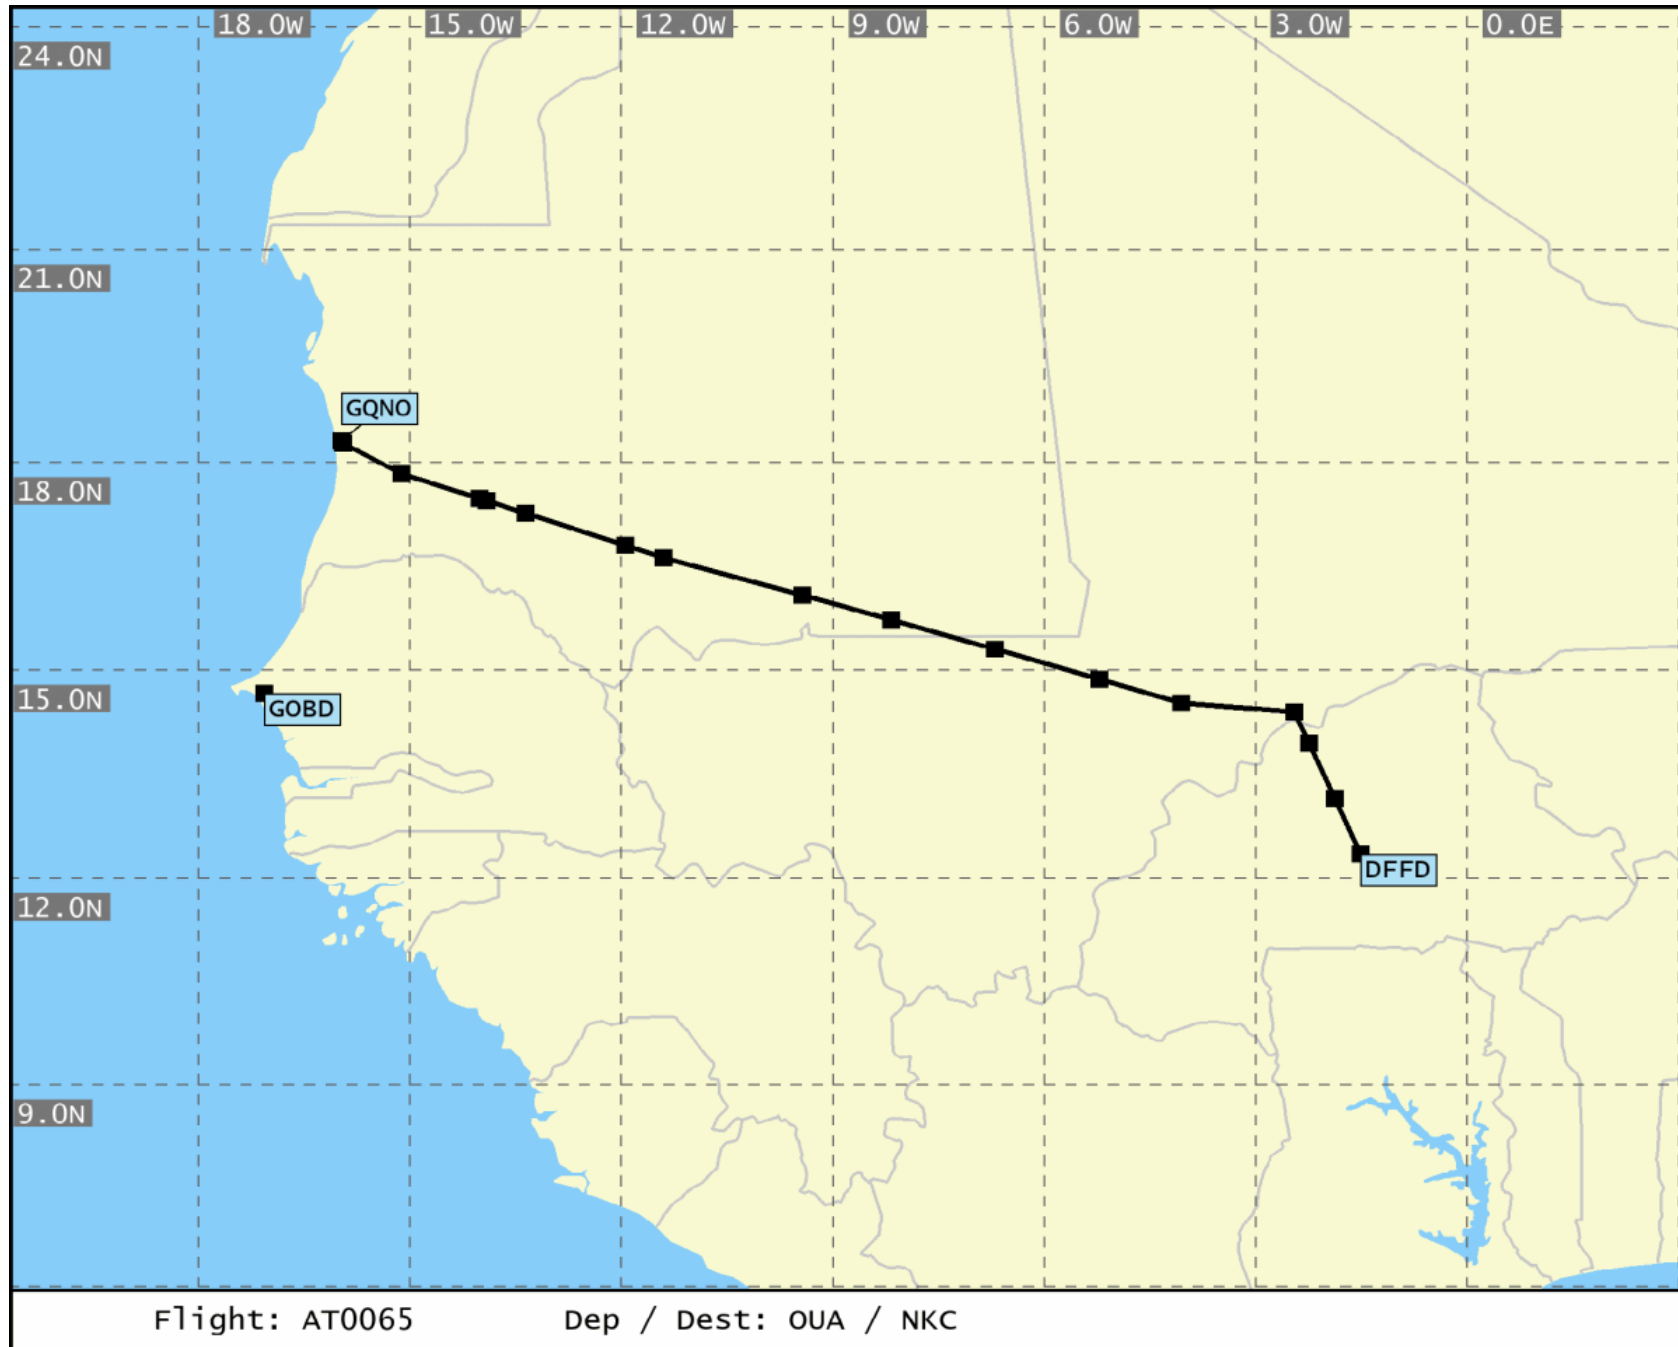 18.0W 15.0W 12.0W 9.0W 6.0W 3.0W 0.0E
24.0N
21.0N
GQNO
18.0N
15.0N
GOBD
DFFD
12.0N
9.0N
Flight: AT0065 Dep / Dest: OUA / NKC